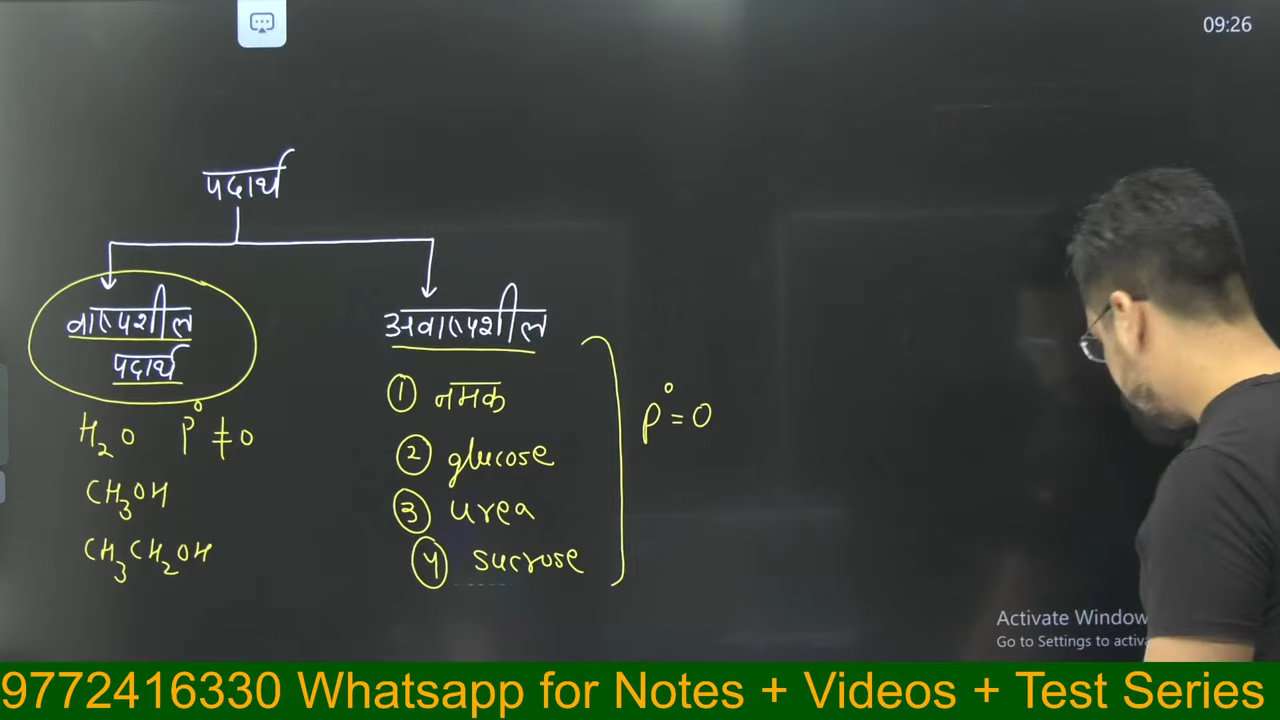 09:26
पदार्थ
वाष्पशील
पदार्थ
H₂O P° ≠ 0
CH₃OH
CH₃CH₂OH
अवाष्पशील
① नमक
② glucose
③ urea
④ sucrose
P° = 0
Activate Window
Go to Settings to activa
9772416330 Whatsapp for Notes + Videos + Test Series